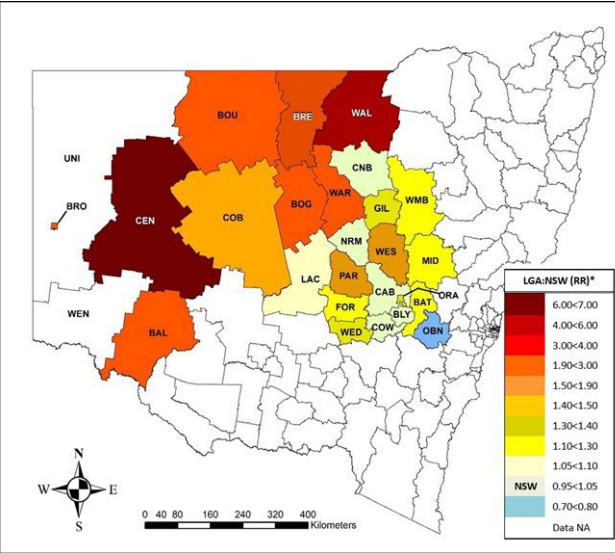 BOU
BRE
WAL
UNI
CNB
BRO
CEN
COB
BOG
WAR
GIL
WMB
NRM
WES
MID
LAC
PAR
CAB
ORA
WEN
BAL
FOR
BLY
BAT
WED
COW
OBN
LGA:NSW (RR)*
6.00<7.00
4.00<6.00
3.00<4.00
1.90<3.00
1.50<1.90
1.40<1.50
1.30<1.40
1.10<1.30
1.05<1.10
NSW 0.95<1.05
0.70<0.80
Data NA
N
W E
S
0 40 80 160 240 320 400
Kilometers